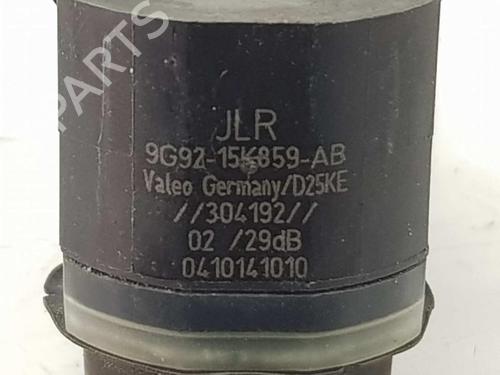 PARTS
JLR
9G92-15K859-AB
Valeo Germany/D25KE
//304192//
02 /29dB
0410141010